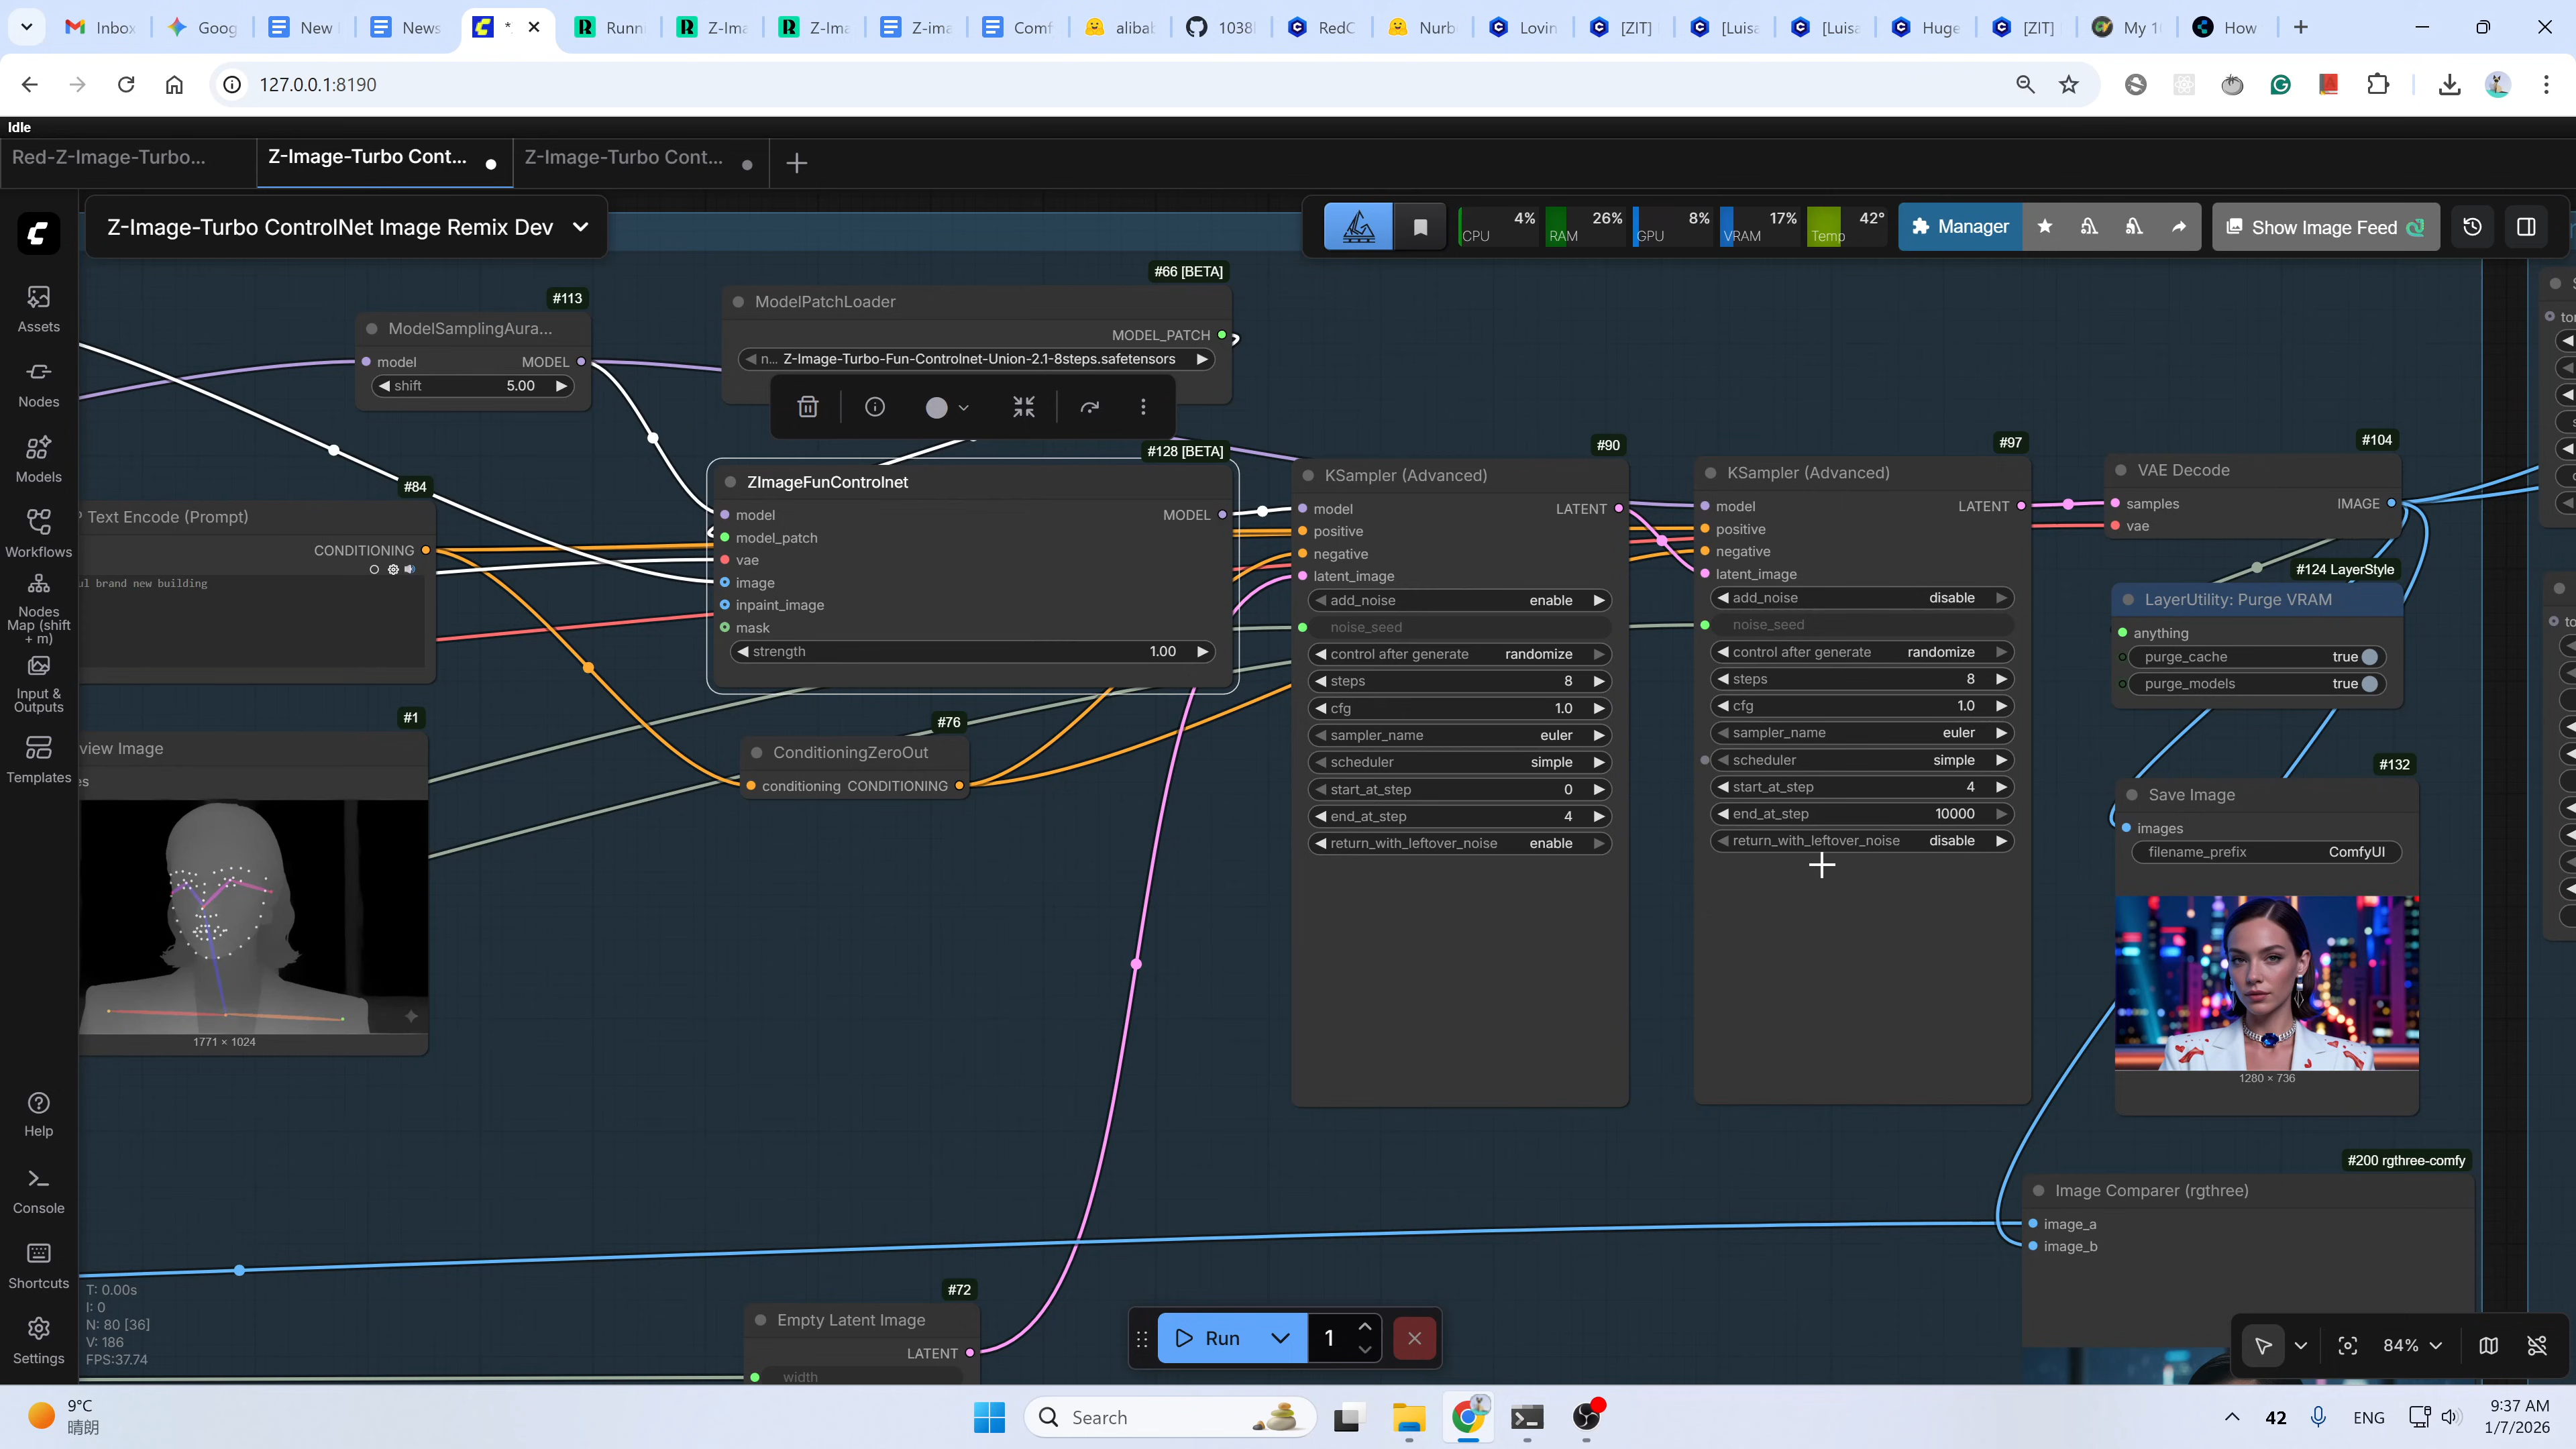 Inbox
Goog
New
News
*
Runn
Z-Ima
Z-Ima
Z-ima
Comf
alibab
1038
RedC
Nurb
Lovin
[ZIT]
[Luisa
[Luisa
Huge
[ZIT]
My 1
How
127.0.0.1:8190
Idle
Red-Z-Image-Turbo...
Z-Image-Turbo Cont...
Z-Image-Turbo Cont...
Z-Image-Turbo ControlNet Image Remix Dev
CPU 4%
RAM 26%
GPU 8%
VRAM 17%
Temp 42°
Manager
Show Image Feed
Assets
Nodes
Models
Workflows
Nodes
Map (shift
+ m)
Input &
Outputs
Templates
Help
Console
Shortcuts
Settings
#113
ModelSamplingAura...
model MODEL
shift 5.00
#66 [BETA]
ModelPatchLoader
MODEL_PATCH
n... Z-Image-Turbo-Fun-Controlnet-Union-2.1-8steps.safetensors
#84
Text Encode (Prompt)
CONDITIONING
ul brand new building
#1
view Image
es
1771 × 1024
#128 [BETA]
ZImageFunControlnet
model MODEL
model_patch
vae
image
inpaint_image
mask
strength 1.00
#76
ConditioningZeroOut
conditioning CONDITIONING
#90
KSampler (Advanced)
model LATENT
positive
negative
latent_image
add_noise enable
noise_seed
control after generate randomize
steps 8
cfg 1.0
sampler_name euler
scheduler simple
start_at_step 0
end_at_step 4
return_with_leftover_noise enable
#97
KSampler (Advanced)
model LATENT
positive
negative
latent_image
add_noise disable
noise_seed
control after generate randomize
steps 8
cfg 1.0
sampler_name euler
scheduler simple
start_at_step 4
end_at_step 10000
return_with_leftover_noise disable
#104
VAE Decode
samples IMAGE
vae
#124 LayerStyle
LayerUtility: Purge VRAM
anything
purge_cache true
purge_models true
#132
Save Image
images
filename_prefix ComfyUI
1280 × 736
#200 rgthree-comfy
Image Comparer (rgthree)
image_a
image_b
#72
Empty Latent Image
LATENT
width
T: 0.00s
I: 0
N: 80 [36]
V: 186
FPS:37.74
Run
1
84%
9°C
晴朗
Search
42
ENG
9:37 AM
1/7/2026